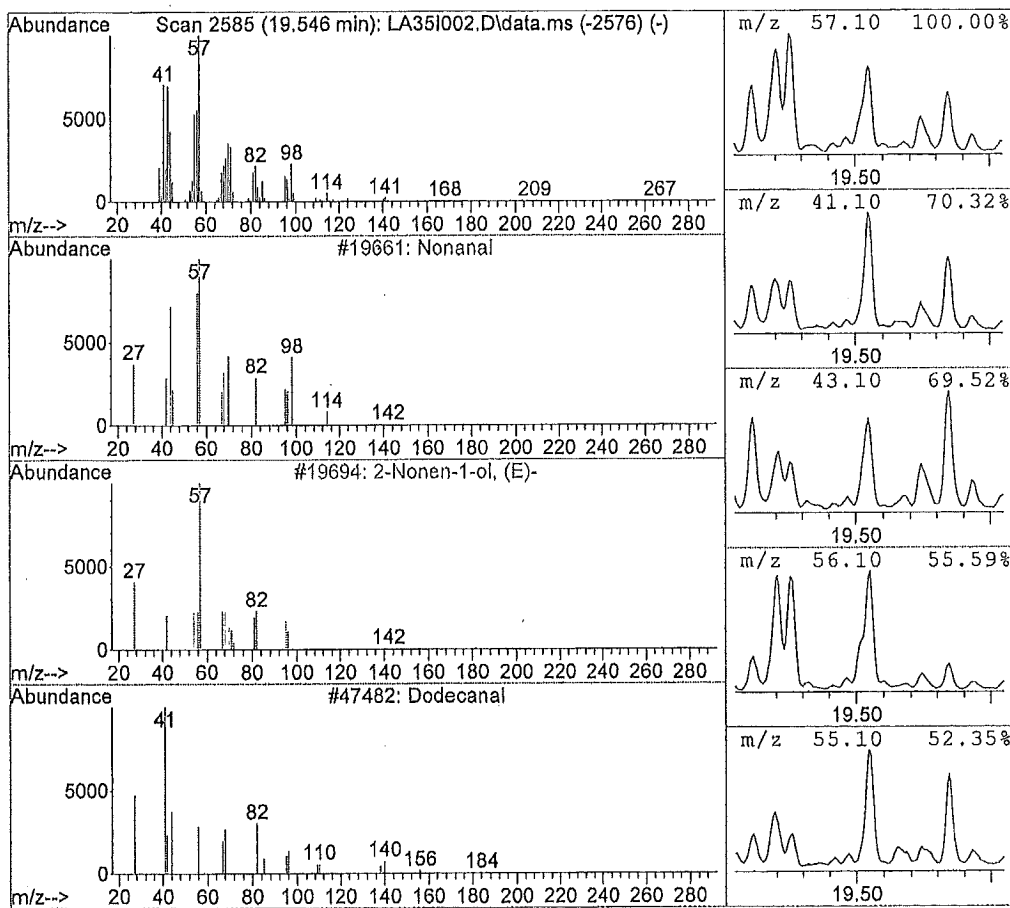 Abundance Scan 2585 (19.546 min): LA35I002.D\data.ms (-2576) (-)
57
41
5000
82 98
114 141 168 209 267
0
m/z--> 20 40 60 80 100 120 140 160 180 200 220 240 260 280
Abundance #19661: Nonanal
57
5000
27 98
82
114 142
0
m/z--> 20 40 60 80 100 120 140 160 180 200 220 240 260 280
Abundance #19694: 2-Nonen-1-ol, (E)-
57
5000
27
82
142
0
m/z--> 20 40 60 80 100 120 140 160 180 200 220 240 260 280
Abundance #47482: Dodecanal
41
5000
82
110 140 156 184
0
m/z--> 20 40 60 80 100 120 140 160 180 200 220 240 260 280
m/z 57.10 100.00%
19.50
m/z 41.10 70.32%
19.50
m/z 43.10 69.52%
19.50
m/z 56.10 55.59%
19.50
m/z 55.10 52.35%
19.50